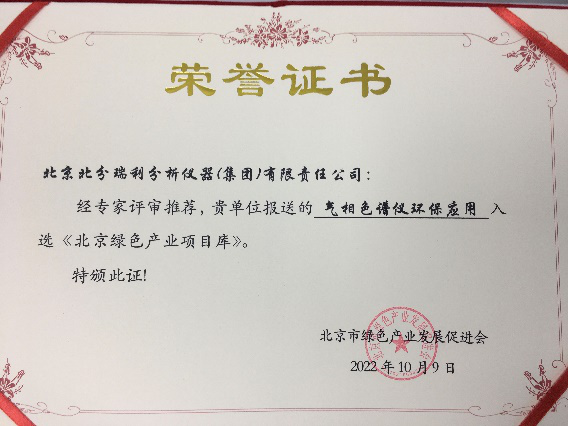 荣誉证书
北京北分瑞利分析仪器(集团)有限责任公司:
经专家评审推荐,贵单位报送的 气相色谱仪环保应用 入
选《北京绿色产业项目库》。
特颁此证!
北京市绿色产业发展促进会
2022年10月9日